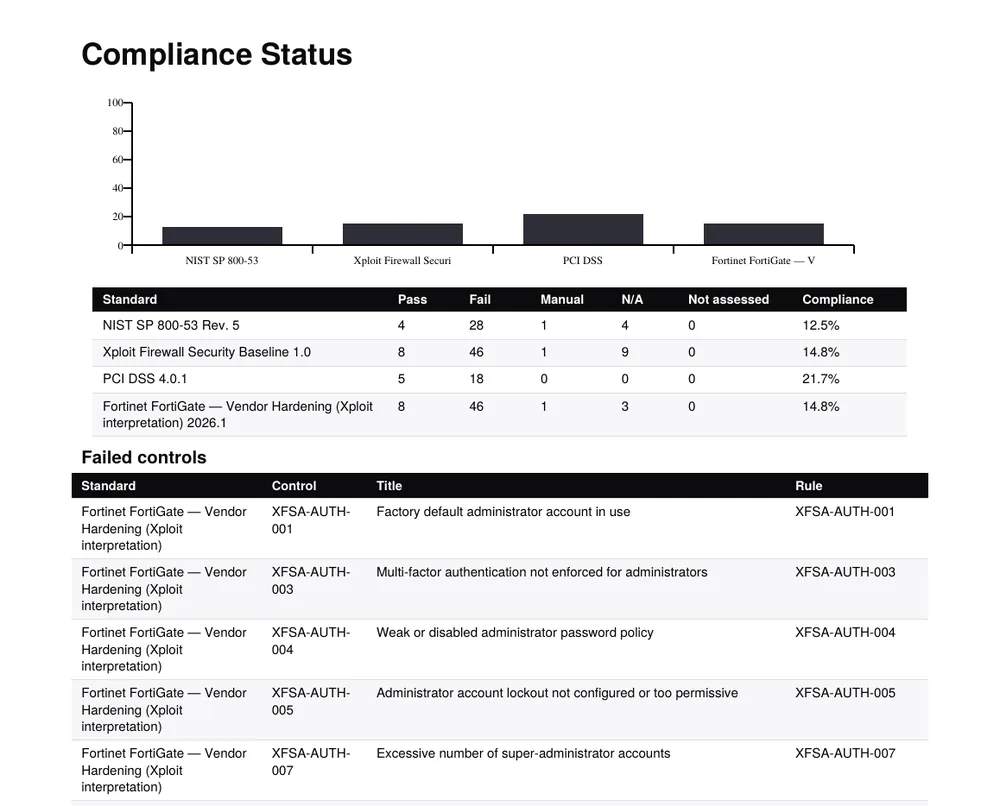 Compliance Status
100
80
60
40
20
0
NIST SP 800-53
Xploit Firewall Securi
PCI DSS
Fortinet FortiGate — V
Standard Pass Fail Manual N/A Not assessed Compliance
NIST SP 800-53 Rev. 5 4 28 1 4 0 12.5%
Xploit Firewall Security Baseline 1.0 8 46 1 9 0 14.8%
PCI DSS 4.0.1 5 18 0 0 0 21.7%
Fortinet FortiGate — Vendor Hardening (Xploit 8 46 1 3 0 14.8%
interpretation) 2026.1
Failed controls
Standard Control Title Rule
Fortinet FortiGate — Vendor XFSA-AUTH- Factory default administrator account in use XFSA-AUTH-001
Hardening (Xploit 001
interpretation)
Fortinet FortiGate — Vendor XFSA-AUTH- Multi-factor authentication not enforced for administrators XFSA-AUTH-003
Hardening (Xploit 003
interpretation)
Fortinet FortiGate — Vendor XFSA-AUTH- Weak or disabled administrator password policy XFSA-AUTH-004
Hardening (Xploit 004
interpretation)
Fortinet FortiGate — Vendor XFSA-AUTH- Administrator account lockout not configured or too permissive XFSA-AUTH-005
Hardening (Xploit 005
interpretation)
Fortinet FortiGate — Vendor XFSA-AUTH- Excessive number of super-administrator accounts XFSA-AUTH-007
Hardening (Xploit 007
interpretation)